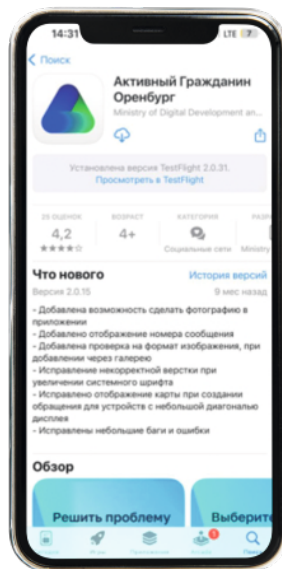 14:31
LTE 7
Поиск
Активный Гражданин
Оренбург
Ministry of Digital Development an...
Установлена версия TestFlight 2.0.31.
Просмотреть в TestFlight
25 ОЦЕНОК ВОЗРАСТ КАТЕГОРИЯ РАЗР
4,2 4+
Социальные сети Ministry
Что нового История версий
Версия 2.0.15 9 мес назад
- Добавлена возможность сделать фотографию в
приложении
- Добавлено отображение номера сообщения
- Добавлена проверка на формат изображения, при
добавлении через галерею
- Исправление некорректной верстки при
увеличении системного шрифта
- Исправлено отображение карты при создании
обращения для устройств с небольшой диагональю
дисплея
- Исправлены небольшие баги и ошибки
Обзор
Решить проблему Выберите
1